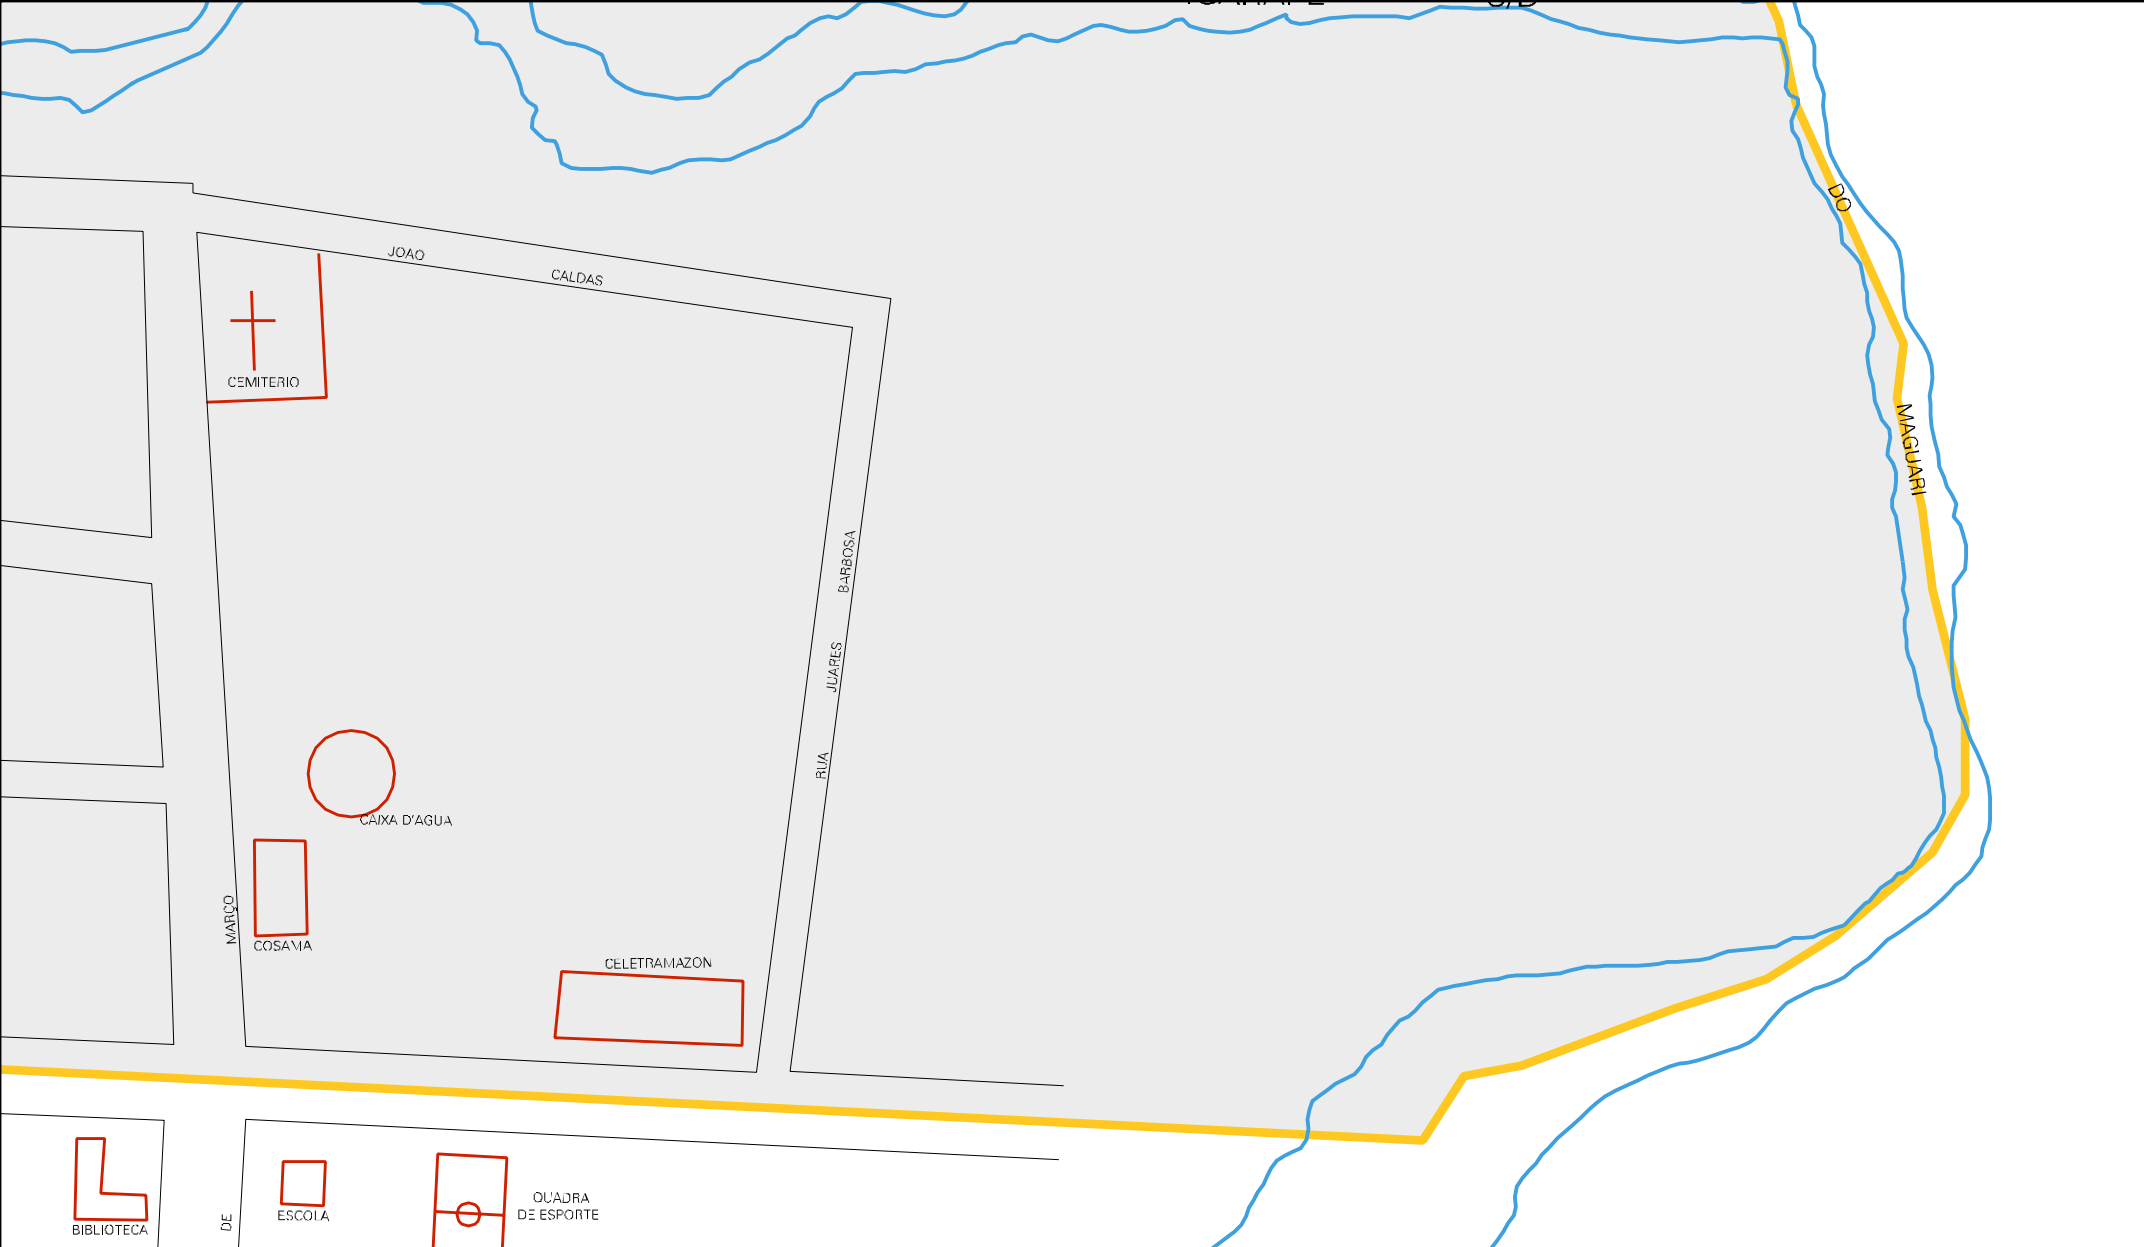 DO
JOAO
CALDAS
CEMITERIO
MAGUARI
BARBOSA
JUARES
RUA
CAIXA D'AGUA
MARÇO
COSAMA
CELETRAMAZON
QUADRA
DE ESPORTE
ESCOLA
DE
BIBLIOTECA